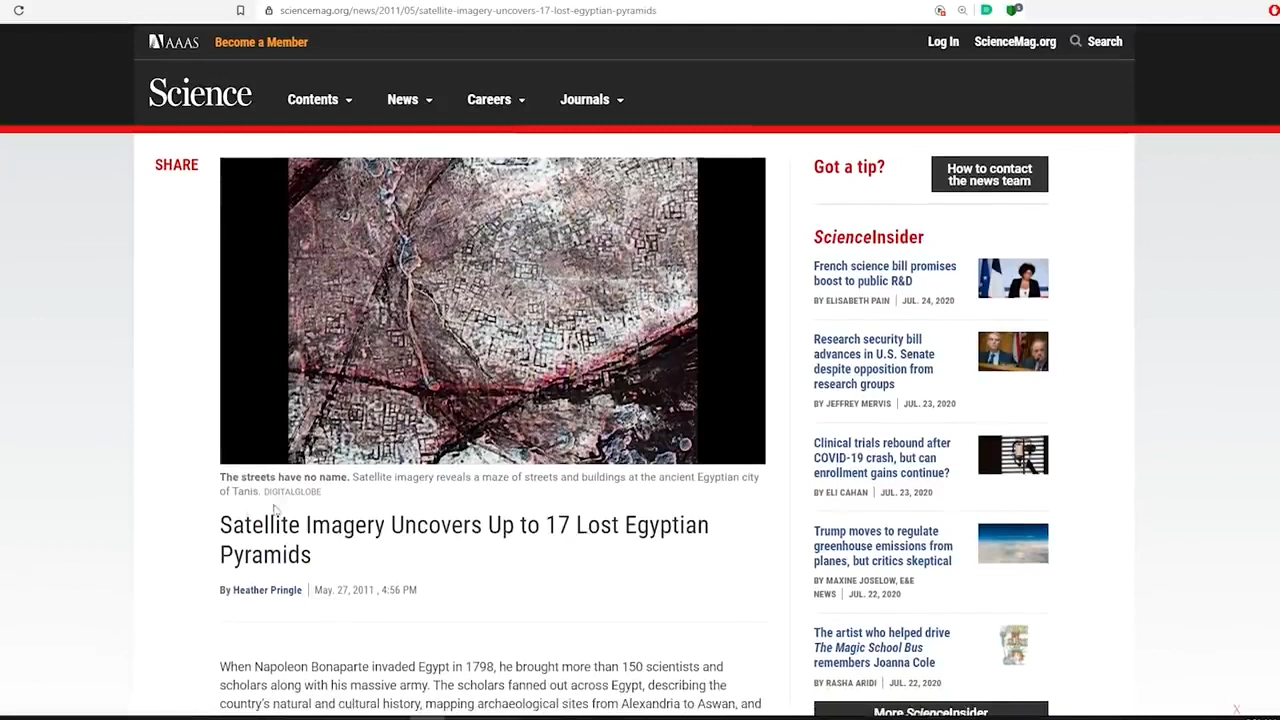 sciencemag.org/news/2011/05/satellite-imagery-uncovers-17-lost-egyptian-pyramids
AAAS
Become a Member
Log In
ScienceMag.org
Search
Science
Contents
News
Careers
Journals
SHARE
The streets have no name. Satellite imagery reveals a maze of streets and buildings at the ancient Egyptian city
of Tanis. DIGITALGLOBE
Satellite Imagery Uncovers Up to 17 Lost Egyptian
Pyramids
By Heather Pringle | May. 27, 2011 , 4:56 PM
When Napoleon Bonaparte invaded Egypt in 1798, he brought more than 150 scientists and
scholars along with his massive army. The scholars fanned out across Egypt, describing the
country's natural and cultural history, mapping archaeological sites from Alexandria to Aswan, and
Got a tip?
How to contact
the news team
ScienceInsider
French science bill promises
boost to public R&D
BY ELISABETH PAIN | JUL. 24, 2020
Research security bill
advances in U.S. Senate
despite opposition from
research groups
BY JEFFREY MERVIS | JUL. 23, 2020
Clinical trials rebound after
COVID-19 crash, but can
enrollment gains continue?
BY ELI CAHAN | JUL. 23, 2020
Trump moves to regulate
greenhouse emissions from
planes, but critics skeptical
BY MAXINE JOSELOW, E&E
NEWS | JUL. 22, 2020
The artist who helped drive
The Magic School Bus
remembers Joanna Cole
BY RASHA ARIDI | JUL. 22, 2020
More ScienceInsider